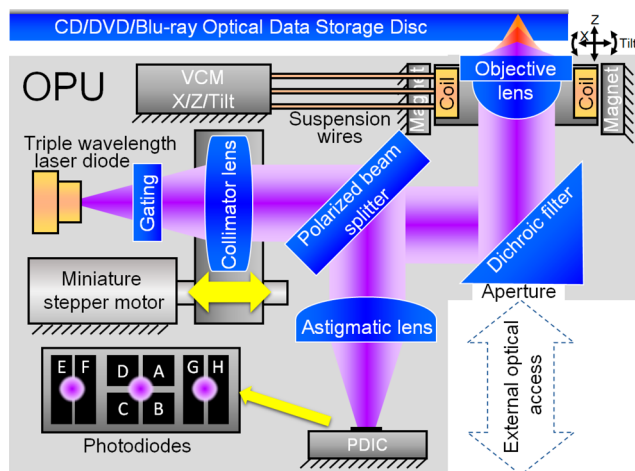 CD/DVD/Blu-ray Optical Data Storage Disc
Z
X
Tilt
OPU
VCM
X/Z/Tilt
Suspension
wires
Magnet
Coil
Objective
lens
Coil
Magnet
Triple wavelength
laser diode
Gating
Collimator lens
Polarized beam
splitter
Dichroic filter
Aperture
Miniature
stepper motor
Astigmatic lens
External optical
access
E F
D A
G H
C B
Photodiodes
PDIC